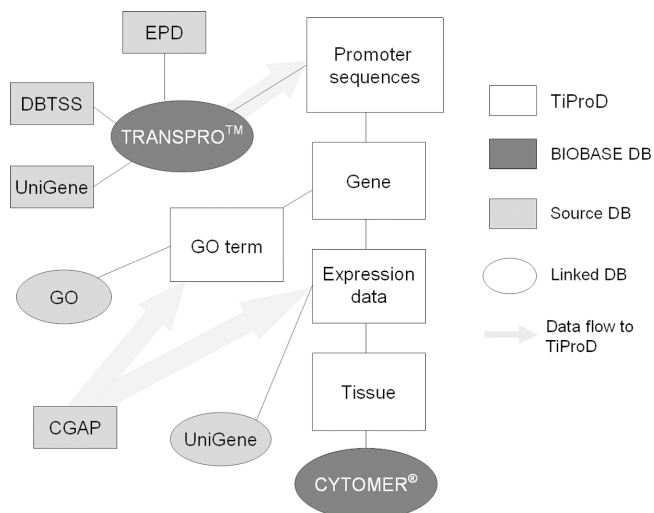 EPD
Promoter
sequences
DBTSS
TRANSPRO™
TiProD
BIOBASE DB
UniGene
Gene
Source DB
GO term
Expression
data
GO
Linked DB
Data flow to
TiProD
Tissue
CGAP
UniGene
CYTOMER®